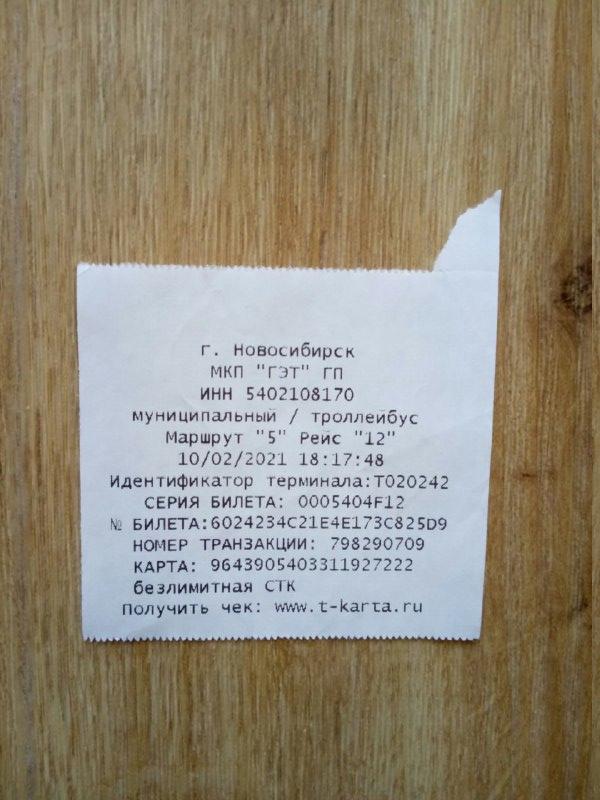 г. Новосибирск
МКП "ГЭТ" ГП
ИНН 5402108170
муниципальный / троллейбус
Маршрут "5" Рейс "12"
10/02/2021 18:17:48
Идентификатор терминала:T020242
СЕРИЯ БИЛЕТА: 0005404F12
№ БИЛЕТА:6024234C21E4E173C825D9
НОМЕР ТРАНЗАКЦИИ: 798290709
КАРТА: 9643905403311927222
безлимитная СТК
Получить чек: www.t-karta.ru